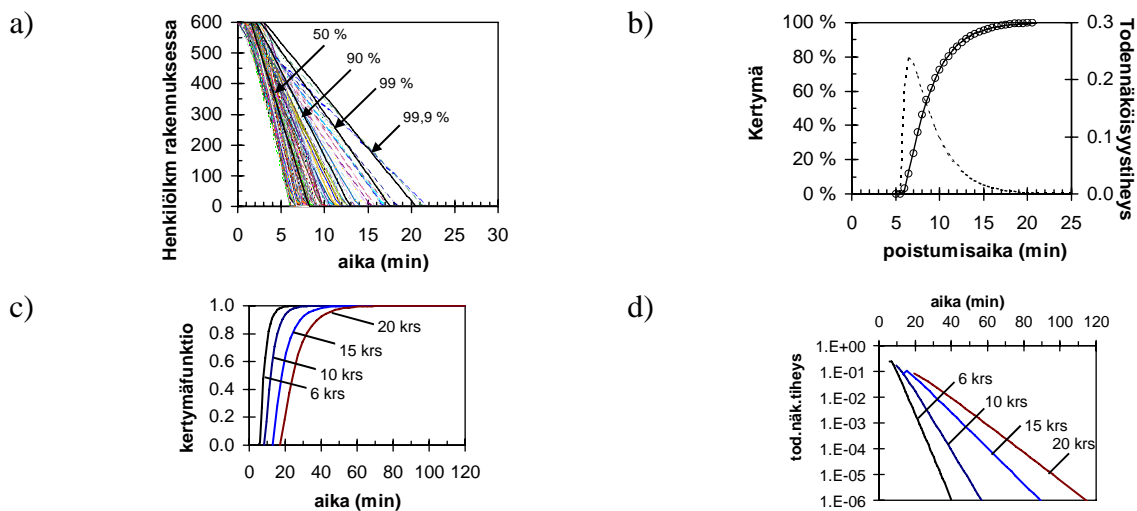 a)
Henkilölkm rakennuksessa
600
500
400
300
200
100
0
50 %
90 %
99 %
99,9 %
0 5 10 15 20 25 30
aika (min)
b)
Kertymä
100 %
80 %
60 %
40 %
20 %
0 %
0.3
0.2
0.1
0.0
Todennäköisyystiheys
0 5 10 15 20 25
poistumisaika (min)
c)
kertymäfunktio
1.0
0.8
0.6
0.4
0.2
0.0
20 krs
15 krs
10 krs
6 krs
0 20 40 60 80 100 120
aika (min)
d)
aika (min)
0 20 40 60 80 100 120
tod.näk.tiheys
1.E+00
1.E-01
1.E-02
1.E-03
1.E-04
1.E-05
1.E-06
6 krs
10 krs
15 krs
20 krs